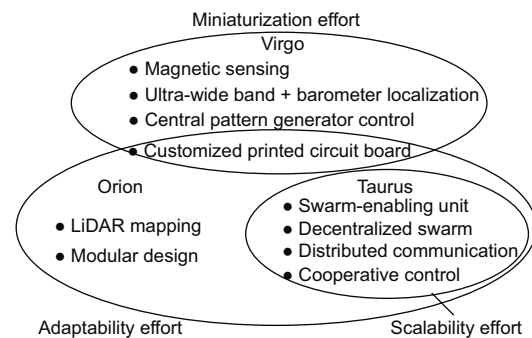 Miniaturization effort
Virgo
● Magnetic sensing
● Ultra-wide band + barometer localization
● Central pattern generator control
● Customized printed circuit board
Orion
● LiDAR mapping
● Modular design
Taurus
● Swarm-enabling unit
● Decentralized swarm
● Distributed communication
● Cooperative control
Adaptability effort
Scalability effort